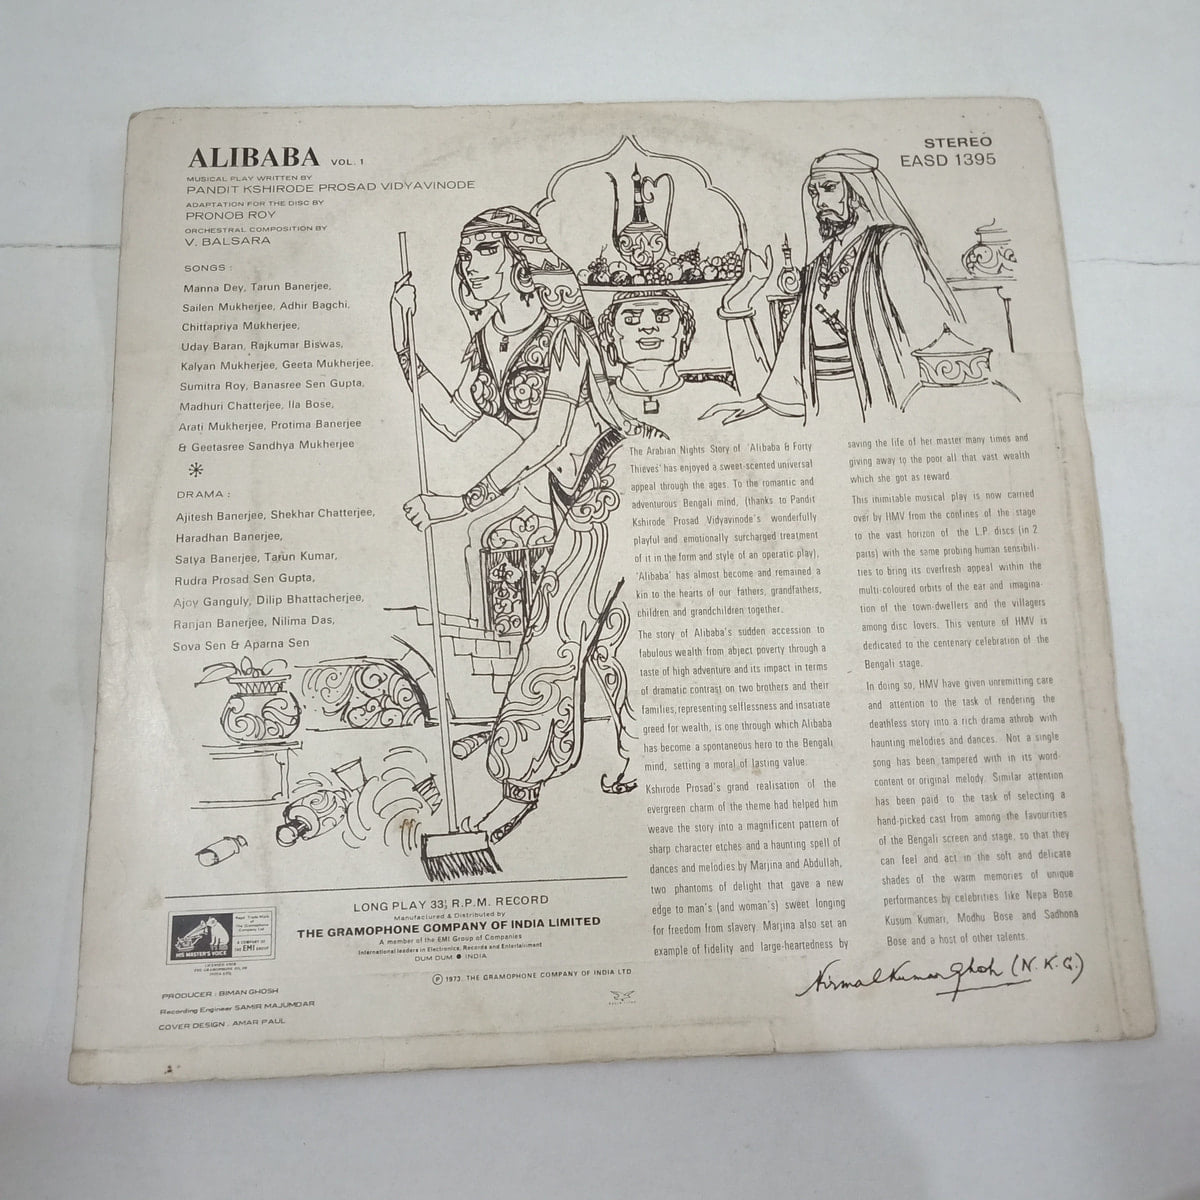 ALIBABA VOL. 1
MUSICAL PLAY WRITTEN BY
PANDIT KSHIRODE PROSAD VIDYAVINODE
ADAPTATION FOR THE DISC BY
PRONOB ROY
ORCHESTRAL COMPOSITION BY
V. BALSARA
STEREO
EASD 1395
SONGS :
Manna Dey, Tarun Banerjee,
Sailen Mukherjee, Adhir Bagchi,
Chittapriya Mukherjee,
Uday Baran, Rajkumar Biswas,
Kalyan Mukherjee, Geeta Mukherjee,
Sumitra Roy, Banasree Sen Gupta,
Madhuri Chatterjee, Ila Bose,
Arati Mukherjee, Protima Banerjee
& Geetasree Sandhya Mukherjee
DRAMA :
Ajitesh Banerjee, Shekhar Chatterjee,
Haradhan Banerjee,
Satya Banerjee, Tarun Kumar,
Rudra Prosad Sen Gupta,
Ajoy Ganguly, Dilip Bhattacherjee,
Ranjan Banerjee, Nilima Das,
Sova Sen & Aparna Sen
The Arabian Nights Story of 'Alibaba & Forty
Thieves' has enjoyed a sweet-scented universal
appeal through the ages. To the romantic and
adventurous Bengali mind, (thanks to Pandit
Kshirode Prosad Vidyavinode's wonderfully
playful and emotionally surcharged treatment
of it in the form and style of an operatic play),
'Alibaba' has almost become and remained a
kin to the hearts of our fathers, grandfathers,
children and grandchildren together.
The story of Alibaba's sudden accession to
fabulous wealth from abject poverty through a
taste of high adventure and its impact in terms
of dramatic contrast on two brothers and their
families, representing selflessness and insatiate
greed for wealth, is one through which Alibaba
has become a spontaneous hero to the Bengali
mind, setting a moral of lasting value.
Kshirode Prosad's grand realisation of the
evergreen charm of the theme had helped him
weave the story into a magnificent pattern of
sharp character etches and a haunting spell of
dances and melodies by Marjina and Abdullah,
two phantoms of delight that gave a new
edge to man's (and woman's) sweet longing
for freedom from slavery. Marjina also set an
example of fidelity and large-heartedness by
saving the life of her master many times and
giving away to the poor all that vast wealth
which she got as reward.
This inimitable musical play is now carried
over by HMV from the confines of the stage
to the vast horizon of the L.P. discs (in 2
parts) with the same probing human sensibili-
ties to bring its overfresh appeal within the
multi-coloured orbits of the ear and imagina-
tion of the town-dwellers and the villagers
among disc lovers. This venture of HMV is
dedicated to the centenary celebration of the
Bengali stage.
In doing so, HMV have given unremitting care
and attention to the task of rendering the
deathless story into a rich drama athrob with
haunting melodies and dances. Not a single
song has been tampered with in its word-
content or original melody. Similar attention
has been paid to the task of selecting a
hand-picked cast from among the favourities
of the Bengali screen and stage, so that they
can feel and act in the soft and delicate
shades of the warm memories of unique
performances by celebrities like Nepa Bose
Kusum Kumari, Modhu Bose and Sadhona
Bose and a host of other talents.
Nirmal Kumar Ghosh (N.K.G.)
LONG PLAY 33⅓ R.P.M. RECORD
Manufactured & Distributed by
THE GRAMOPHONE COMPANY OF INDIA LIMITED
A member of the EMI Group of Companies
International leaders in Electronics, Records and Entertainment
DUM DUM ● INDIA
Ⓟ 1973. THE GRAMOPHONE COMPANY OF INDIA LTD
HIS MASTER'S VOICE
Regd. Trade Mark of
The Gramophone
Company Ltd
A COMPANY OF
THE EMI GROUP
PRODUCER : BIMAN GHOSH
Recording Engineer SAMIR MAJUMDAR
COVER DESIGN : AMAR PAUL